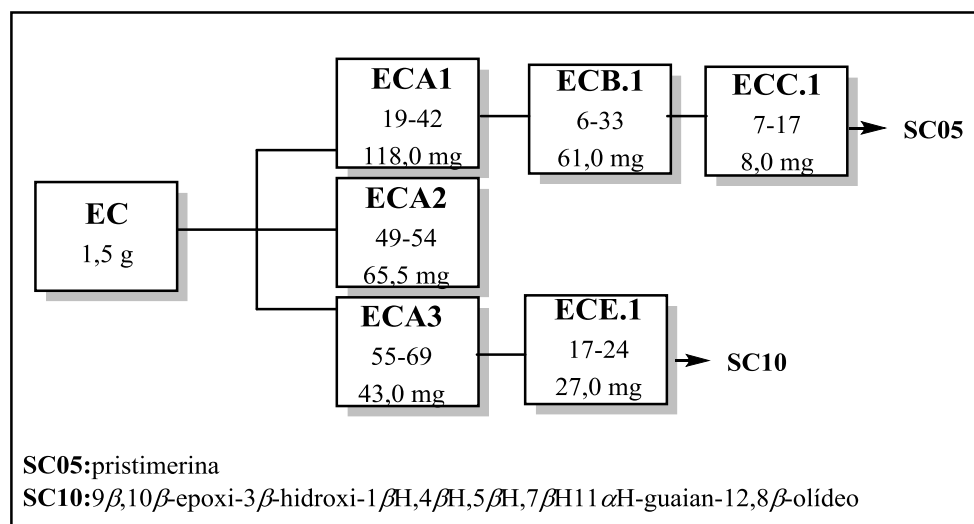 ECA1
19-42
118,0 mg
ECB.1
6-33
61,0 mg
ECC.1
7-17
8,0 mg
SC05
EC
1,5 g
ECA2
49-54
65,5 mg
ECA3
55-69
43,0 mg
ECE.1
17-24
27,0 mg
SC10
SC05:pristimerina
SC10:9β,10β-epoxi-3β-hidroxi-1βH,4βH,5βH,7βH11αH-guaian-12,8β-olídeo